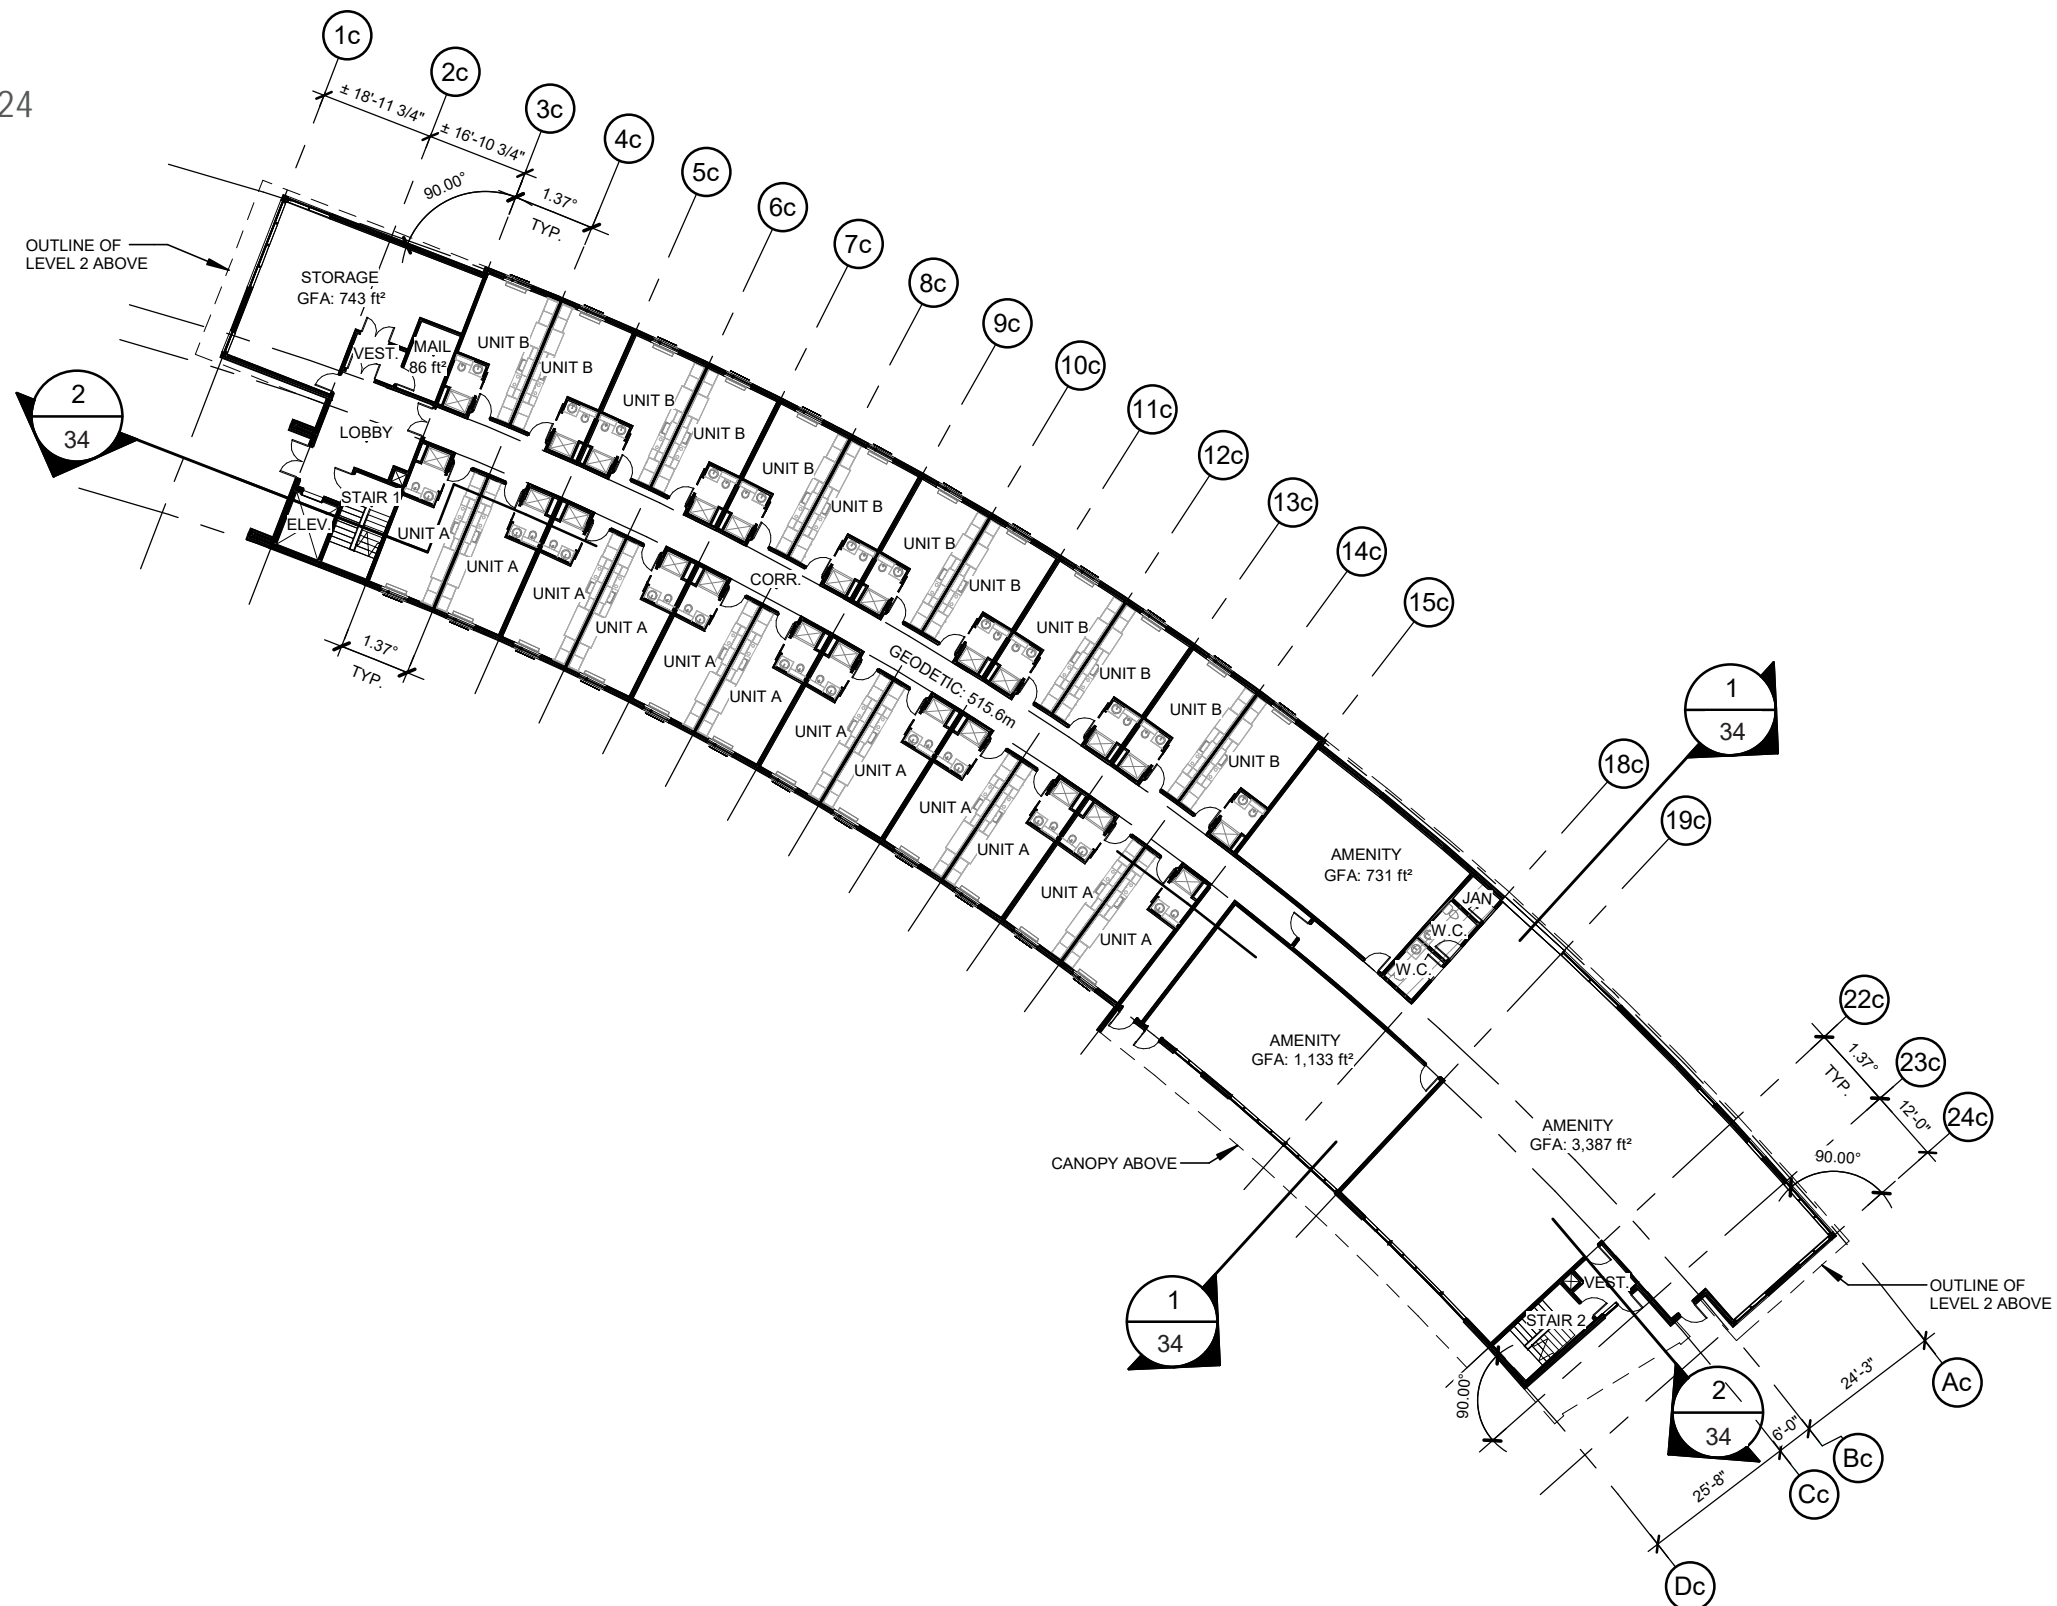 24
1c
2c
3c
4c
5c
6c
7c
8c
9c
10c
11c
12c
13c
14c
15c
18c
19c
22c
23c
24c
± 18'-11 3/4"
± 16'-10 3/4"
90.00°
1.37°
TYP.
OUTLINE OF
LEVEL 2 ABOVE
STORAGE
GFA: 743 ft²
VEST.
MAIL
86 ft²
LOBBY
STAIR 1
ELEV.
2
34
UNIT B
UNIT B
UNIT B
UNIT B
UNIT B
UNIT B
UNIT B
UNIT B
UNIT B
UNIT B
UNIT B
UNIT B
CORR.
GEODETIC: 515.6m
UNIT A
UNIT A
UNIT A
UNIT A
UNIT A
UNIT A
UNIT A
UNIT A
UNIT A
UNIT A
UNIT A
UNIT A
1.37°
TYP.
1
34
AMENITY
GFA: 731 ft²
JAN
W.C.
W.C.
AMENITY
GFA: 1,133 ft²
AMENITY
GFA: 3,387 ft²
CANOPY ABOVE
1.37°
TYP.
12'-0"
90.00°
VEST.
STAIR 2
OUTLINE OF
LEVEL 2 ABOVE
1
34
90.00°
2
34
24'-3"
6'-0"
25'-8"
Ac
Bc
Cc
Dc